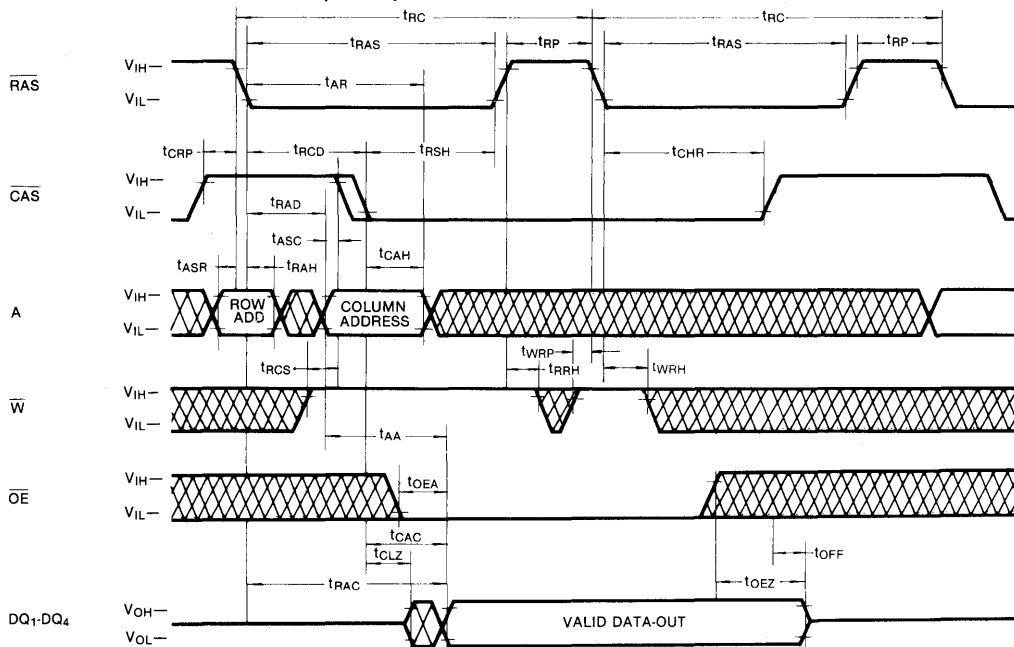 tRC tRC
tRAS tRP tRAS tRP
RAS VIH— tAR
VIL—
tCRP tRCD tRSH tCHR
CAS VIH—
VIL— tRAD
tASC
tASR tRAH tCAH
A VIH— ROW ADD COLUMN ADDRESS
VIL—
tWRP
tRCS tRRH tWRH
W VIH—
VIL—
tAA
OE VIH— tOEA
VIL—
tCAC
tCLZ tOFF
tRAC tOEZ
DQ1-DQ4 VOH— VALID DATA-OUT
VOL—